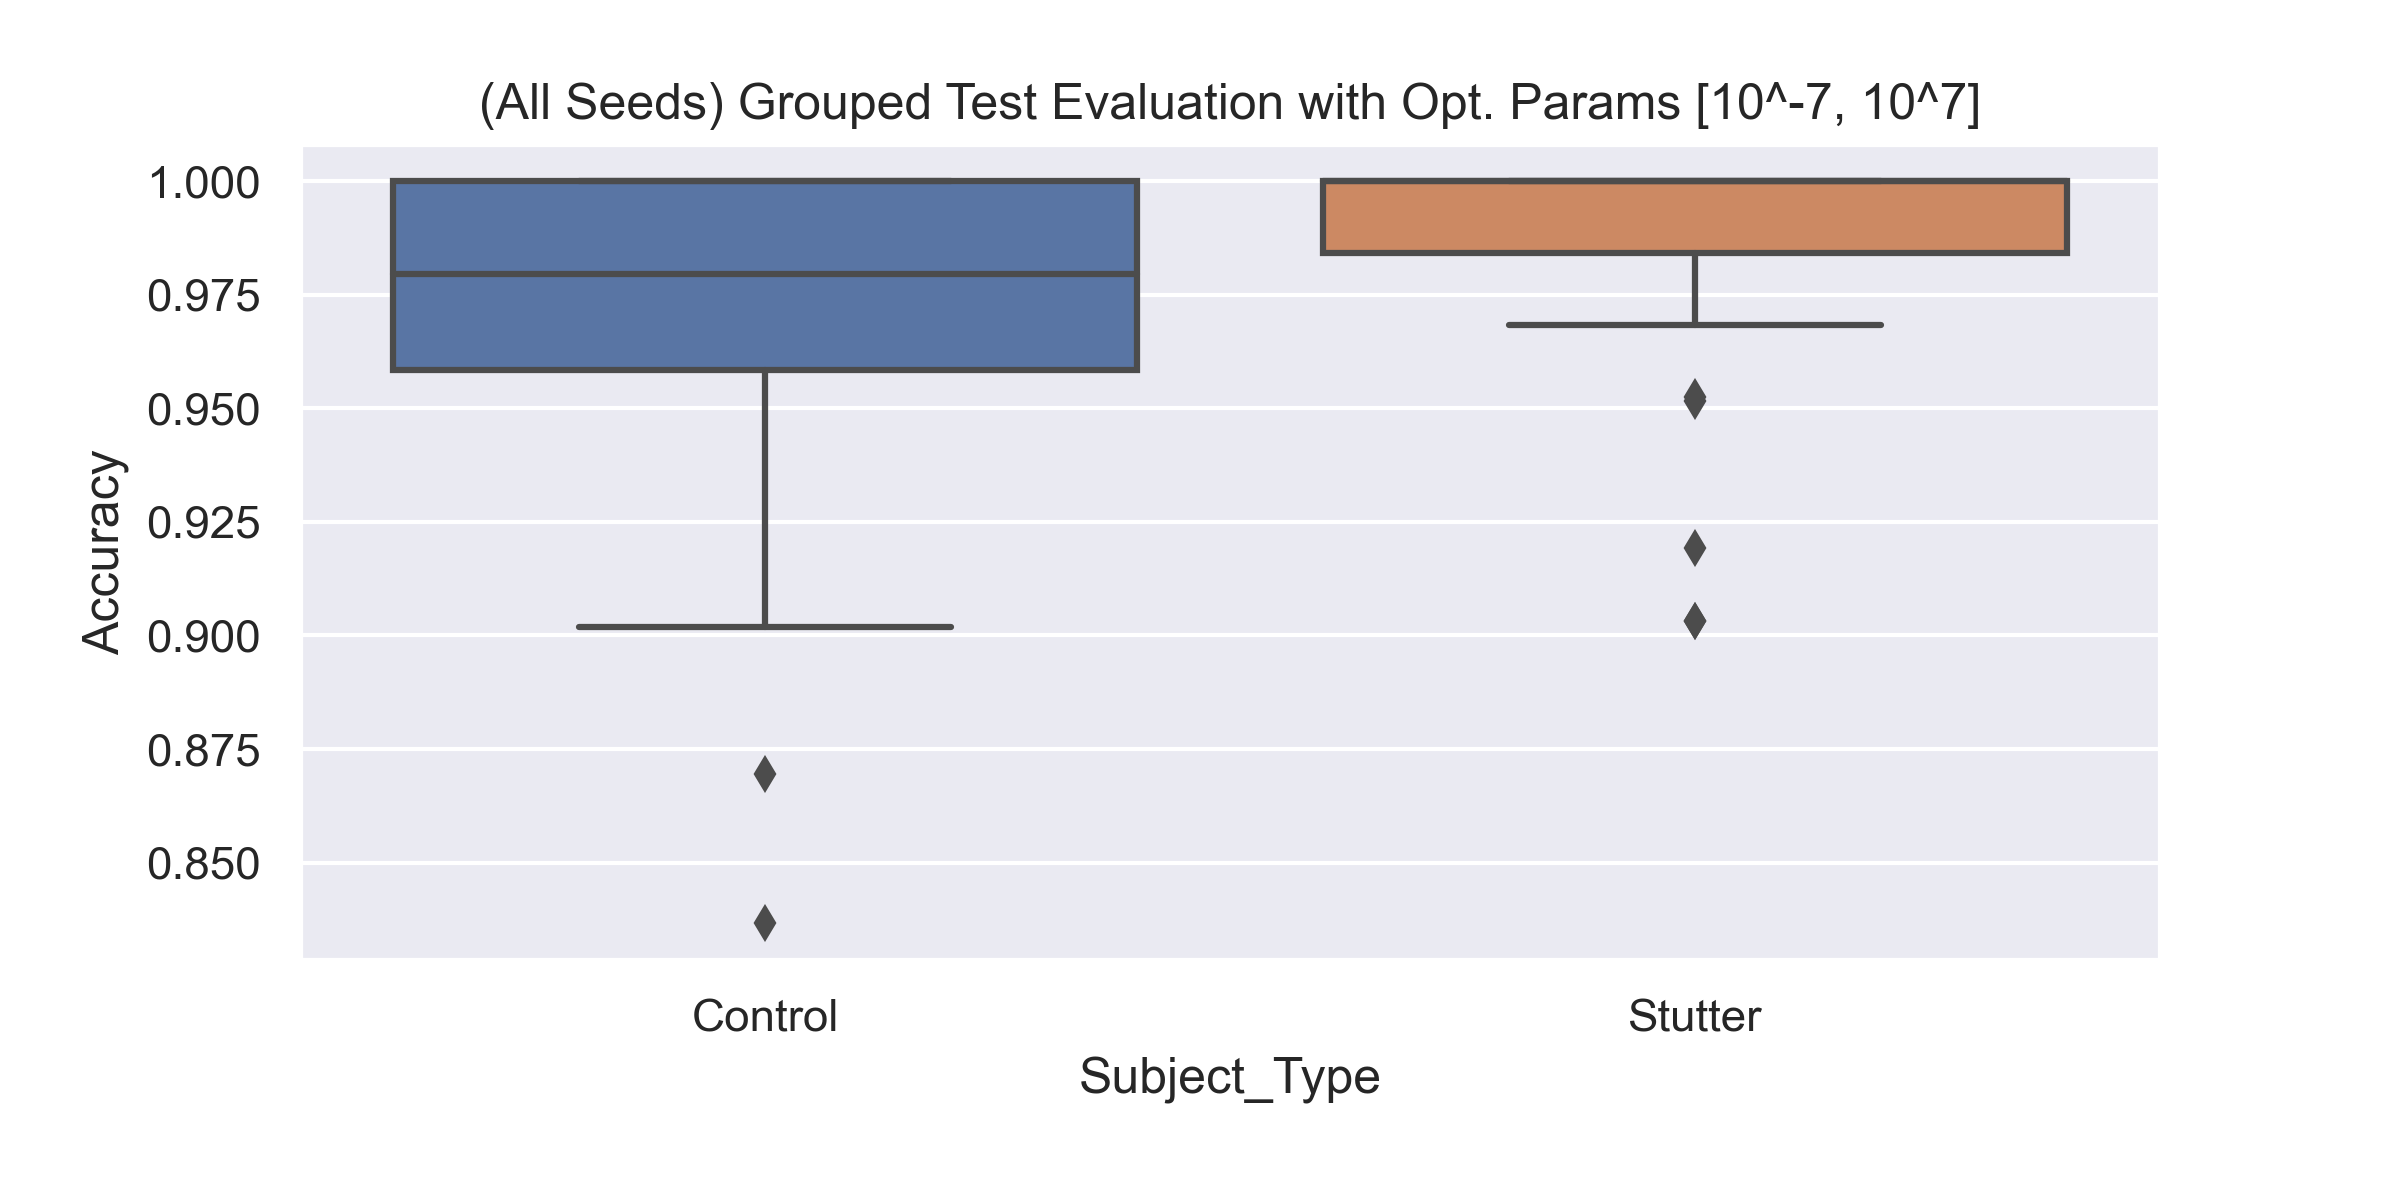 (All Seeds) Grouped Test Evaluation with Opt. Params [10^-7, 10^7]
1.000
0.975
0.950
0.925
0.900
0.875
0.850
Accuracy
Control
Stutter
Subject_Type